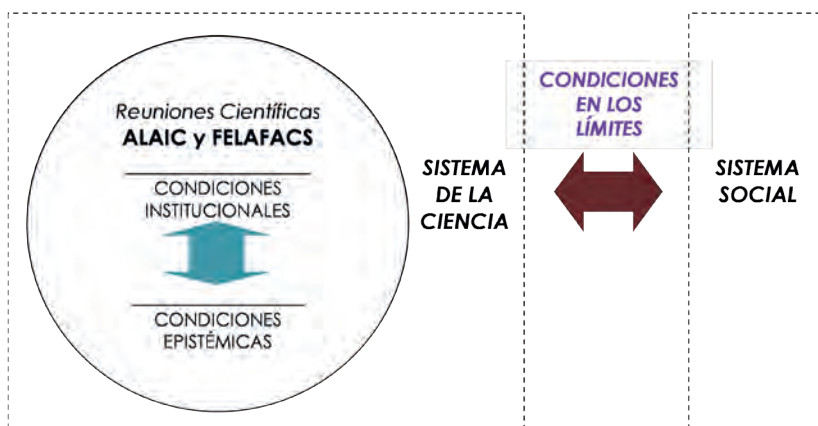 Reuniones Científicas
ALAIC y FELAFACS
CONDICIONES
INSTITUCIONALES
CONDICIONES
EPISTÉMICAS
SISTEMA
DE LA
CIENCIA
CONDICIONES
EN LOS
LÍMITES
SISTEMA
SOCIAL